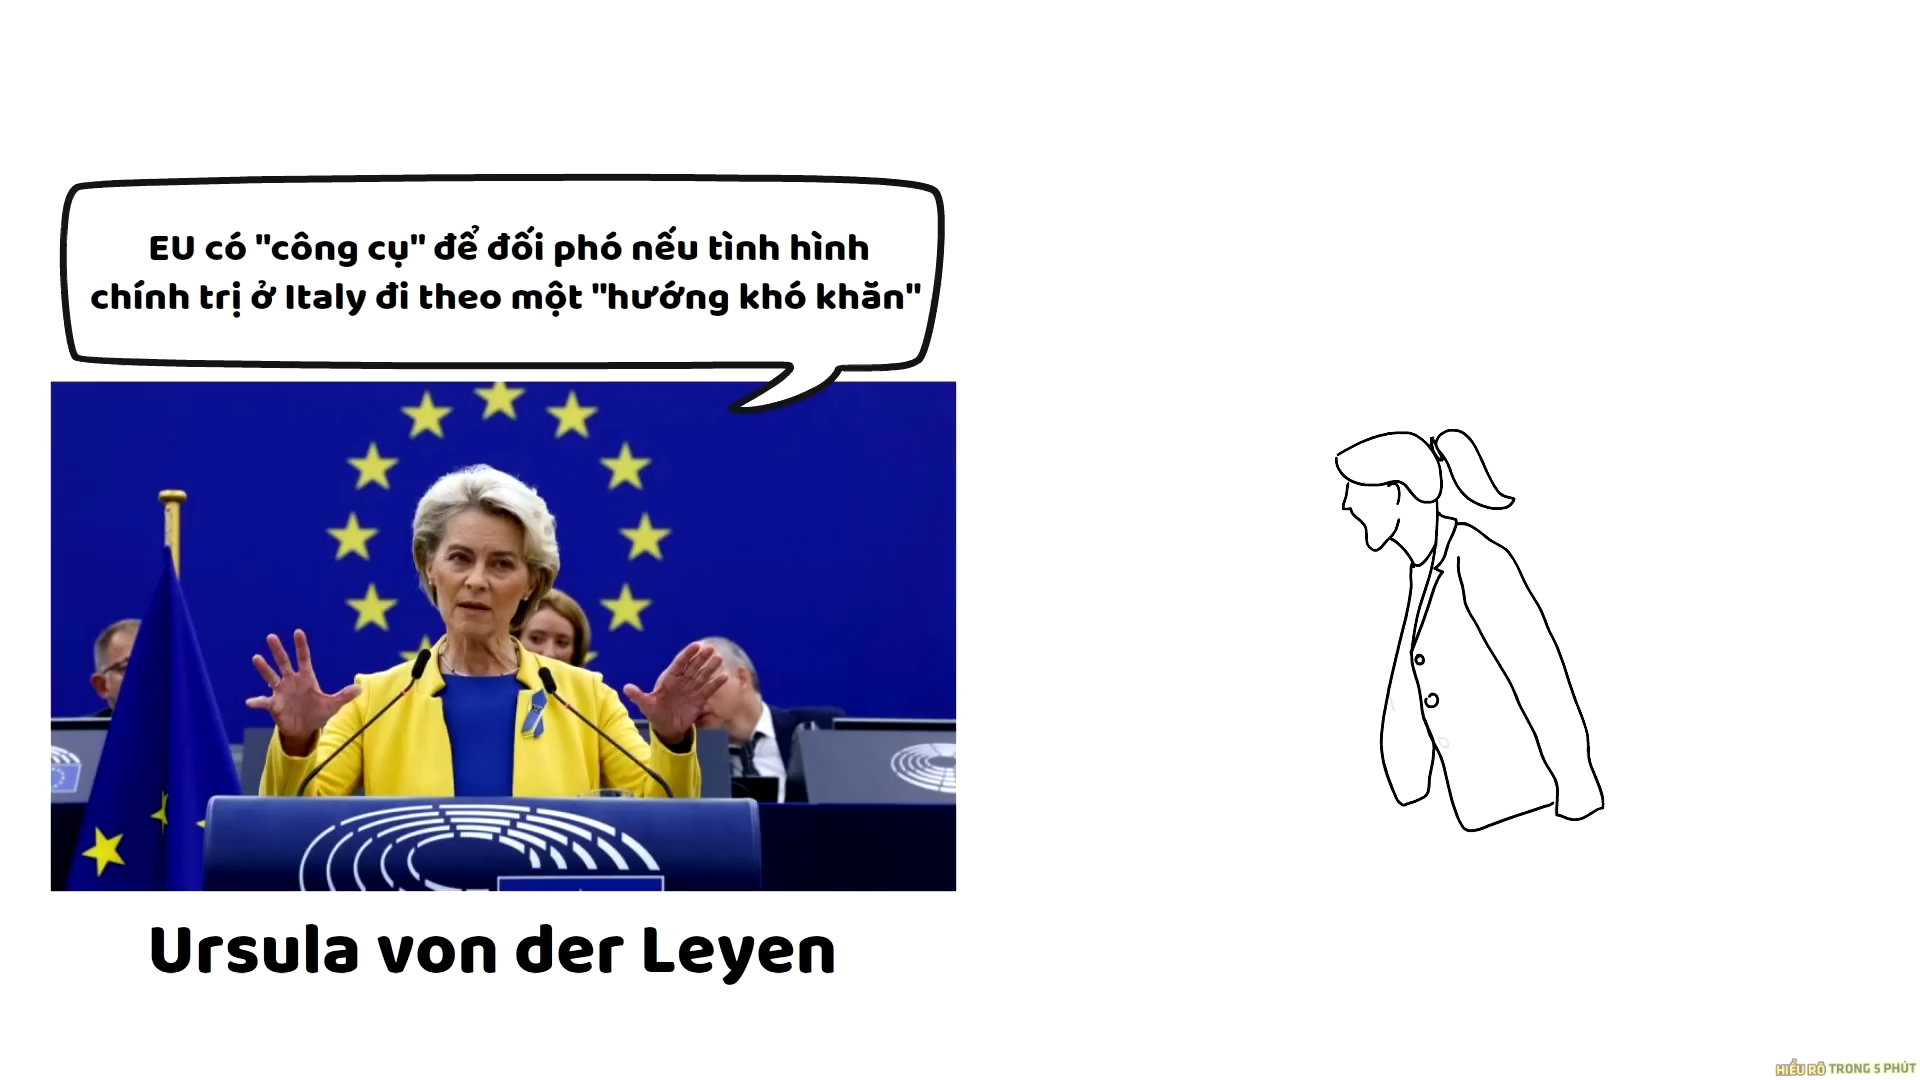 EU có "công cụ" để đối phó nếu tình hình
chính trị ở Italy đi theo một "hướng khó khăn"
Ursula von der Leyen
HIỂU RÕ TRONG 5 PHÚT